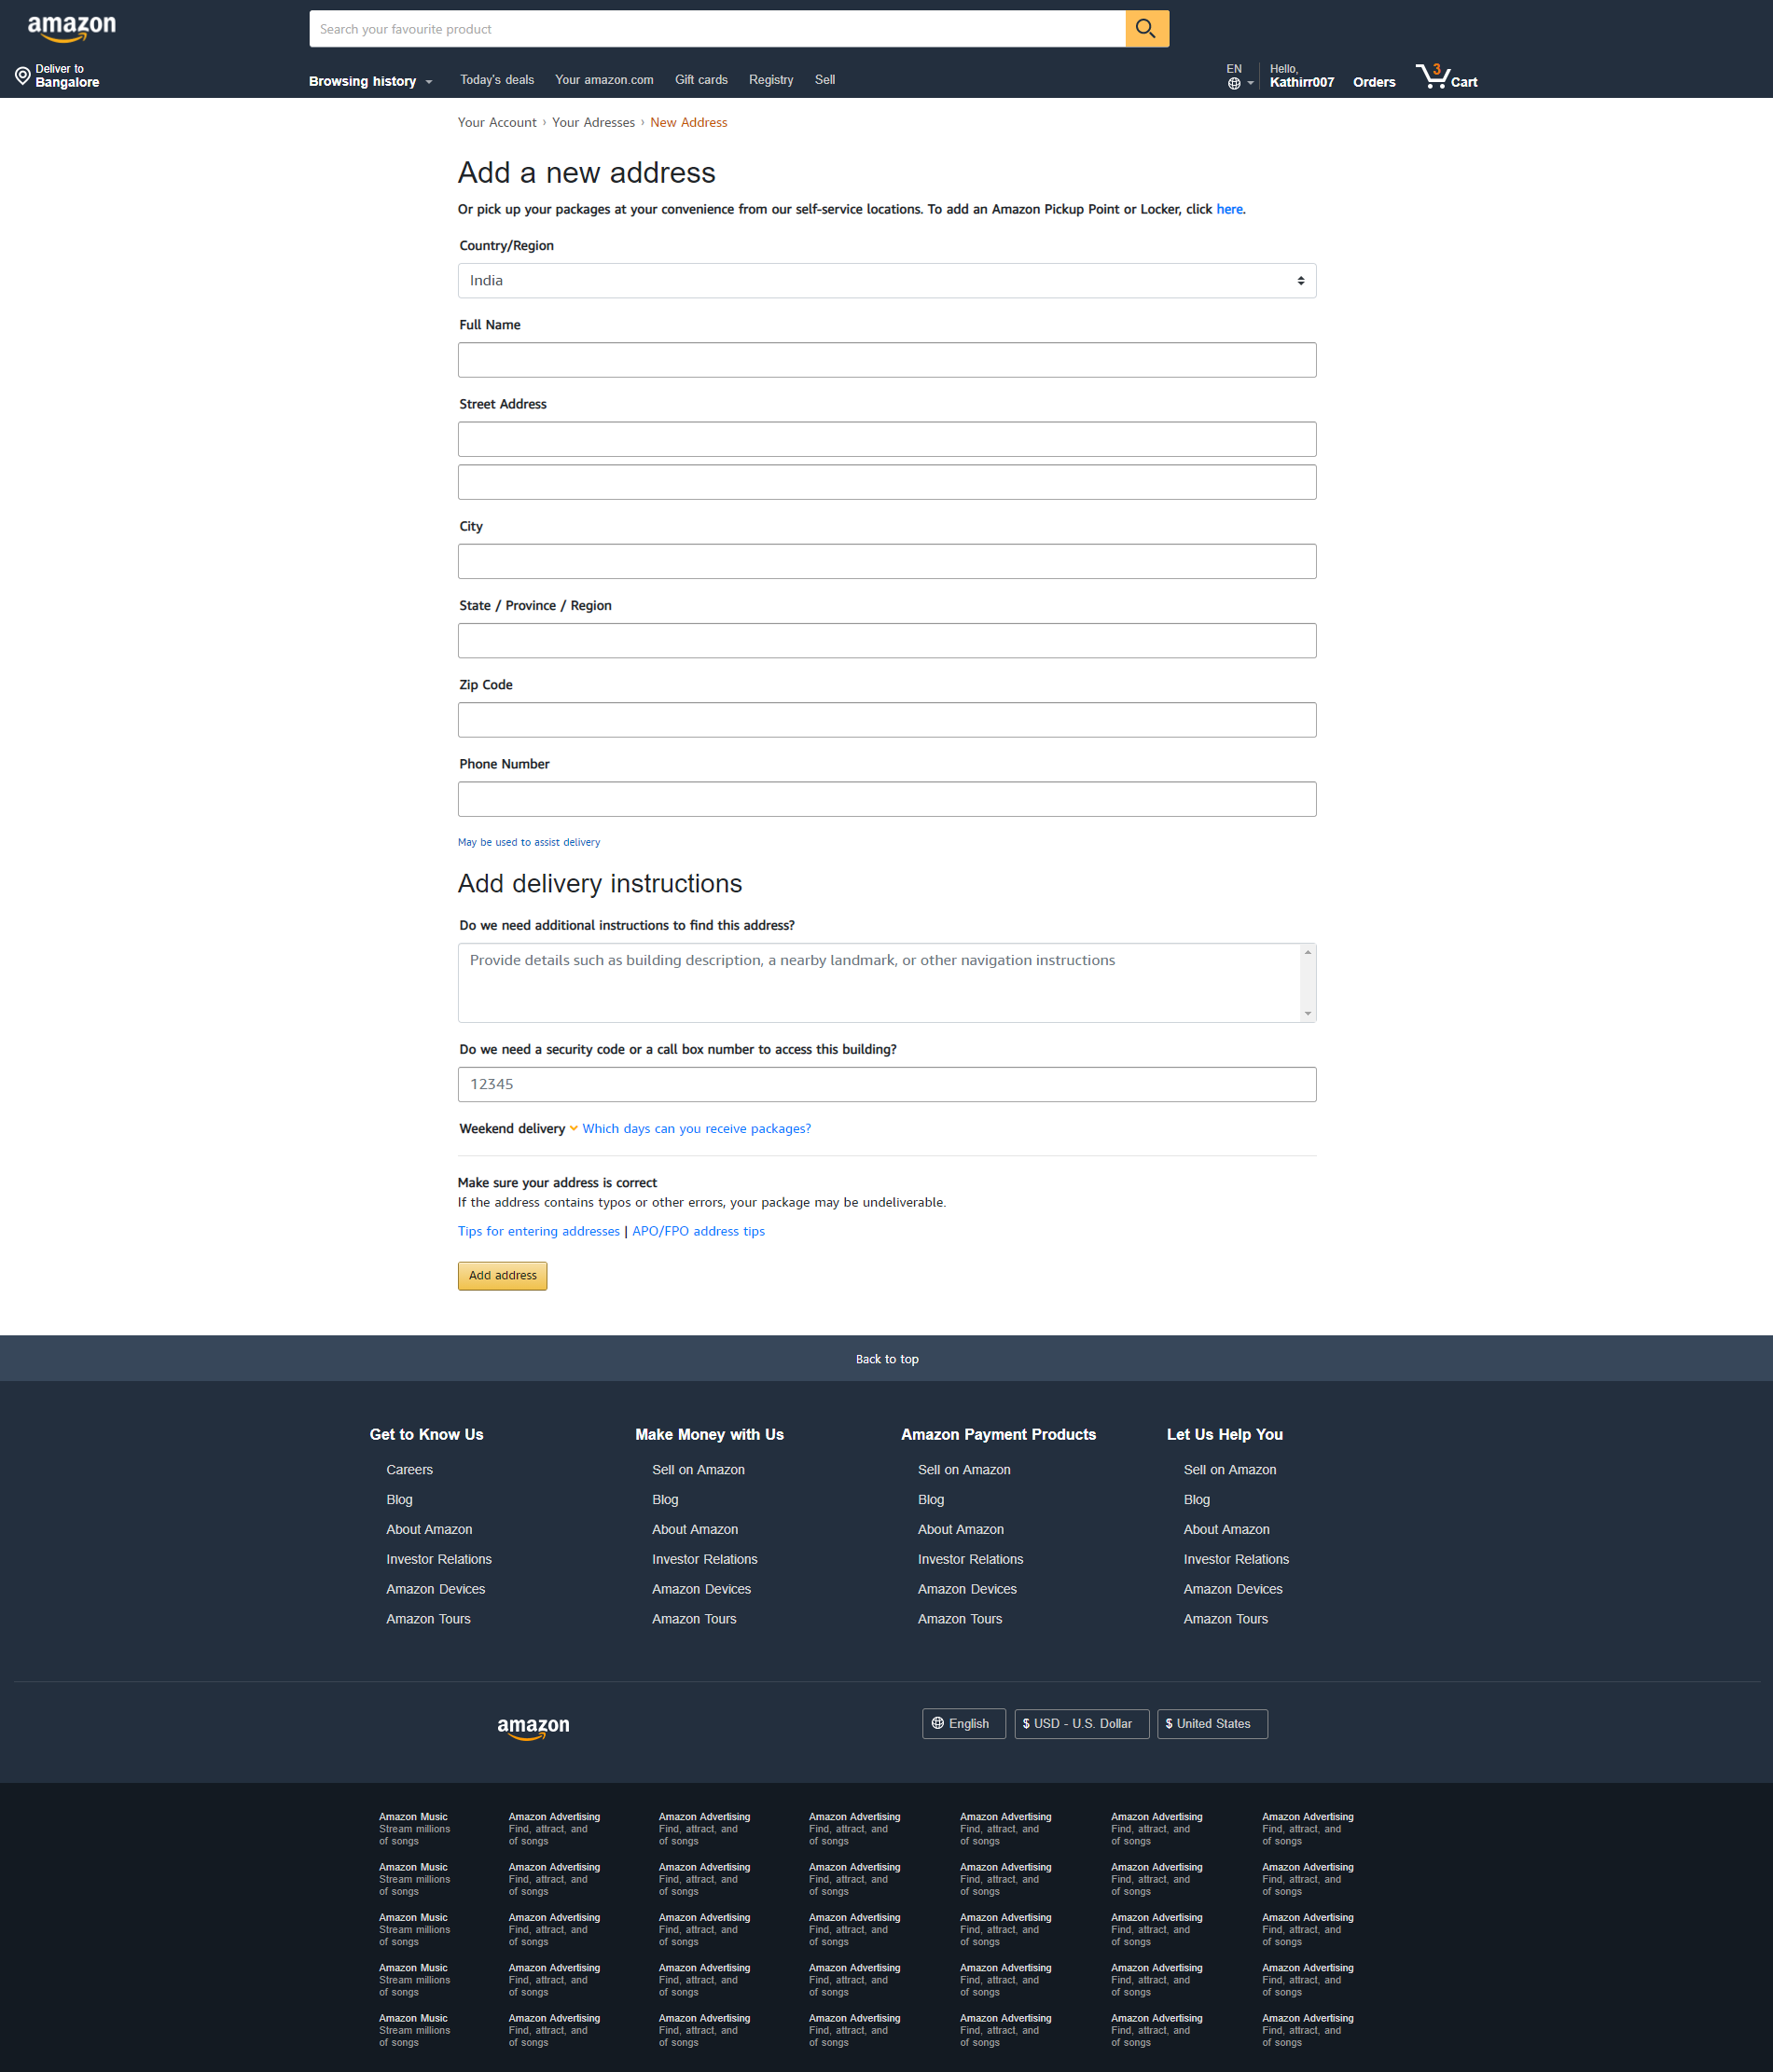 amazon
Search your favourite product
Deliver to
Bangalore
Browsing history
Today's deals
Your amazon.com
Gift cards
Registry
Sell
EN
Hello,
Kathirr007
Orders
3
Cart
Your Account › Your Adresses › New Address
Add a new address
Or pick up your packages at your convenience from our self-service locations. To add an Amazon Pickup Point or Locker, click here.
Country/Region
India
Full Name
Street Address
City
State / Province / Region
Zip Code
Phone Number
May be used to assist delivery
Add delivery instructions
Do we need additional instructions to find this address?
Provide details such as building description, a nearby landmark, or other navigation instructions
Do we need a security code or a call box number to access this building?
12345
Weekend delivery Which days can you receive packages?
Make sure your address is correct
If the address contains typos or other errors, your package may be undeliverable.
Tips for entering addresses | APO/FPO address tips
Add address
Back to top
Get to Know Us
Careers
Blog
About Amazon
Investor Relations
Amazon Devices
Amazon Tours
Make Money with Us
Sell on Amazon
Blog
About Amazon
Investor Relations
Amazon Devices
Amazon Tours
Amazon Payment Products
Sell on Amazon
Blog
About Amazon
Investor Relations
Amazon Devices
Amazon Tours
Let Us Help You
Sell on Amazon
Blog
About Amazon
Investor Relations
Amazon Devices
Amazon Tours
amazon
English
$ USD - U.S. Dollar
$ United States
Amazon Music Amazon Advertising Amazon Advertising Amazon Advertising Amazon Advertising Amazon Advertising Amazon Advertising
Stream millions Find, attract, and Find, attract, and Find, attract, and Find, attract, and Find, attract, and Find, attract, and
of songs of songs of songs of songs of songs of songs of songs
Amazon Music Amazon Advertising Amazon Advertising Amazon Advertising Amazon Advertising Amazon Advertising Amazon Advertising
Stream millions Find, attract, and Find, attract, and Find, attract, and Find, attract, and Find, attract, and Find, attract, and
of songs of songs of songs of songs of songs of songs of songs
Amazon Music Amazon Advertising Amazon Advertising Amazon Advertising Amazon Advertising Amazon Advertising Amazon Advertising
Stream millions Find, attract, and Find, attract, and Find, attract, and Find, attract, and Find, attract, and Find, attract, and
of songs of songs of songs of songs of songs of songs of songs
Amazon Music Amazon Advertising Amazon Advertising Amazon Advertising Amazon Advertising Amazon Advertising Amazon Advertising
Stream millions Find, attract, and Find, attract, and Find, attract, and Find, attract, and Find, attract, and Find, attract, and
of songs of songs of songs of songs of songs of songs of songs
Amazon Music Amazon Advertising Amazon Advertising Amazon Advertising Amazon Advertising Amazon Advertising Amazon Advertising
Stream millions Find, attract, and Find, attract, and Find, attract, and Find, attract, and Find, attract, and Find, attract, and
of songs of songs of songs of songs of songs of songs of songs